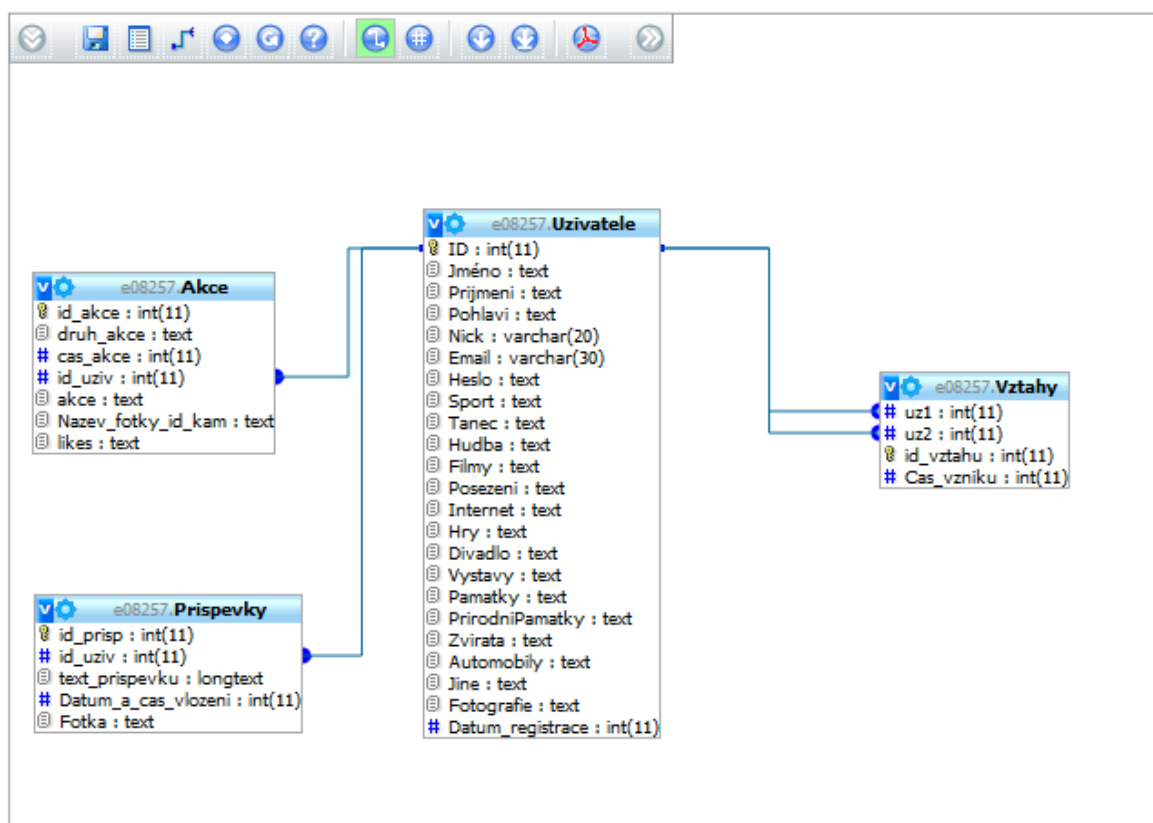 e08257.Akce
id_akce : int(11)
druh_akce : text
cas_akce : int(11)
id_uziv : int(11)
akce : text
Nazev_fotky_id_kam : text
likes : text
e08257.Prispevky
id_prisp : int(11)
id_uziv : int(11)
text_prispevku : longtext
Datum_a_cas_vlozeni : int(11)
Fotka : text
e08257.Uzivatele
ID : int(11)
Jméno : text
Prijmeni : text
Pohlavi : text
Nick : varchar(20)
Email : varchar(30)
Heslo : text
Sport : text
Tanec : text
Hudba : text
Filmy : text
Posezeni : text
Internet : text
Hry : text
Divadlo : text
Vystavy : text
Pamatky : text
PrirodniPamatky : text
Zvirata : text
Automobily : text
Jine : text
Fotografie : text
Datum_registrace : int(11)
e08257.Vztahy
uz1 : int(11)
uz2 : int(11)
id_vztahu : int(11)
Cas_vzniku : int(11)